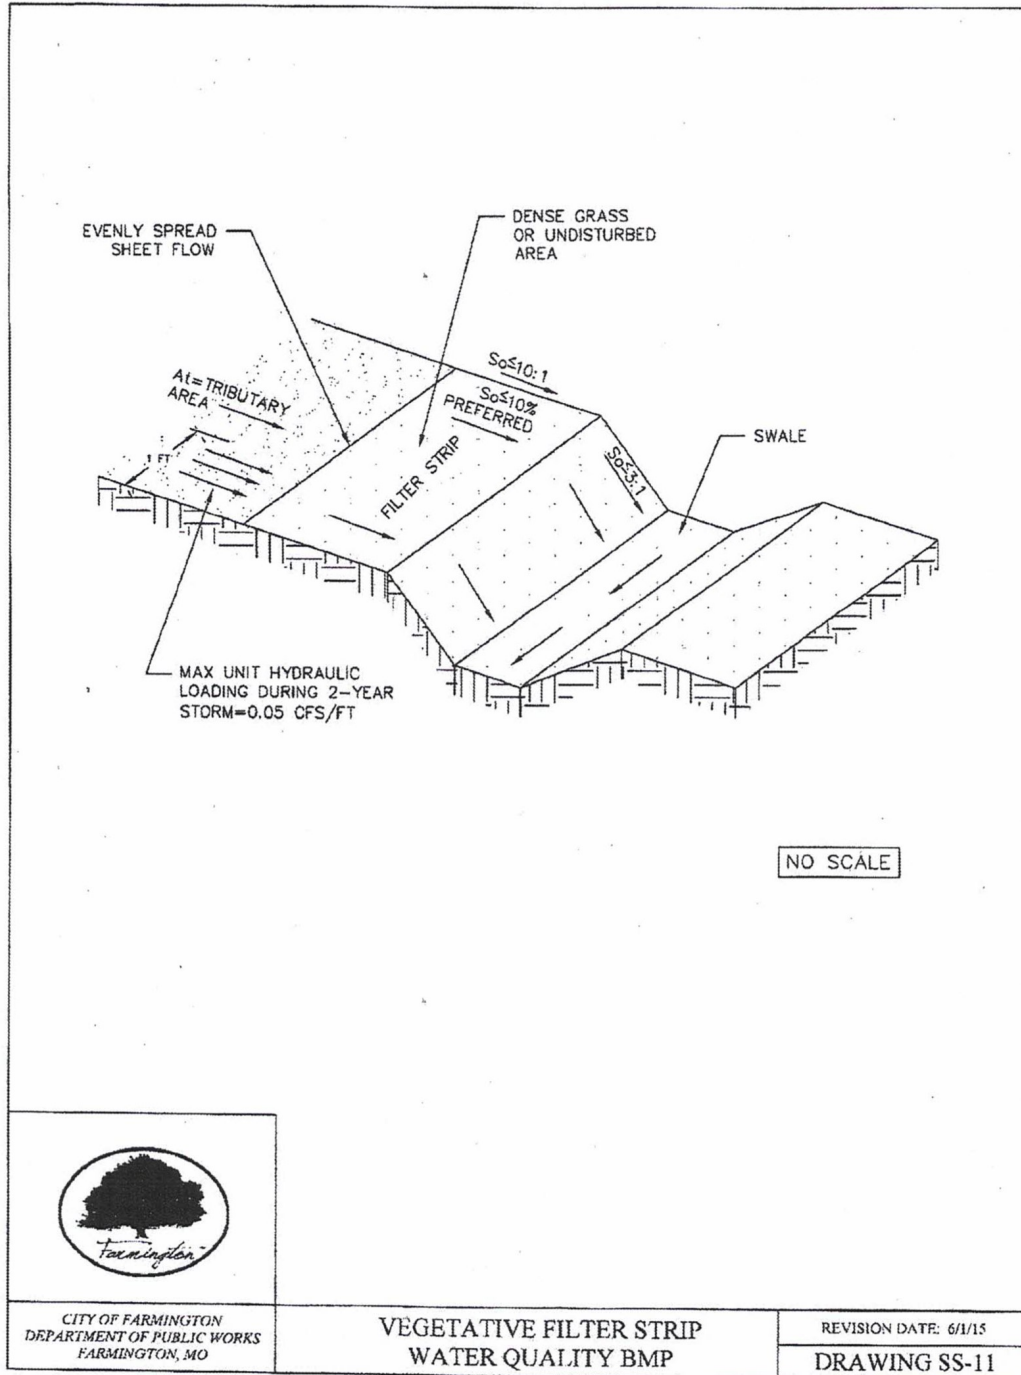 EVENLY SPREAD
SHEET FLOW
DENSE GRASS
OR UNDISTURBED
AREA
So≤10:1
So≤10%
PREFERRED
At=TRIBUTARY
AREA
1 FT
FILTER STRIP
So≤3:1
SWALE
MAX UNIT HYDRAULIC
LOADING DURING 2-YEAR
STORM=0.05 CFS/FT
NO SCALE
Farmington
CITY OF FARMINGTON
DEPARTMENT OF PUBLIC WORKS
FARMINGTON, MO
VEGETATIVE FILTER STRIP
WATER QUALITY BMP
REVISION DATE: 6/1/15
DRAWING SS-11